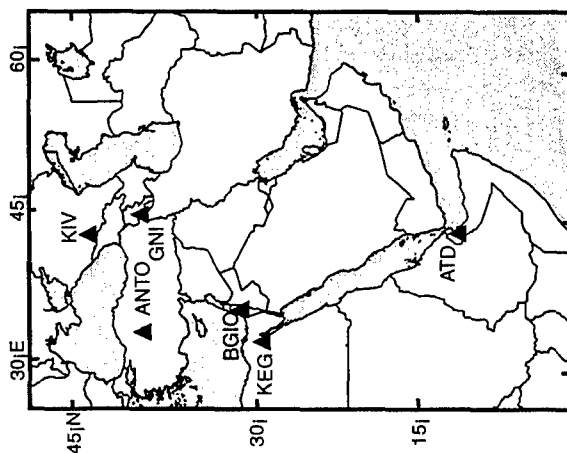 60¡
45¡
30¡E
KIV
GNI
ANTO
BGIO
KEG
ATD
45¡N
30¡
15¡